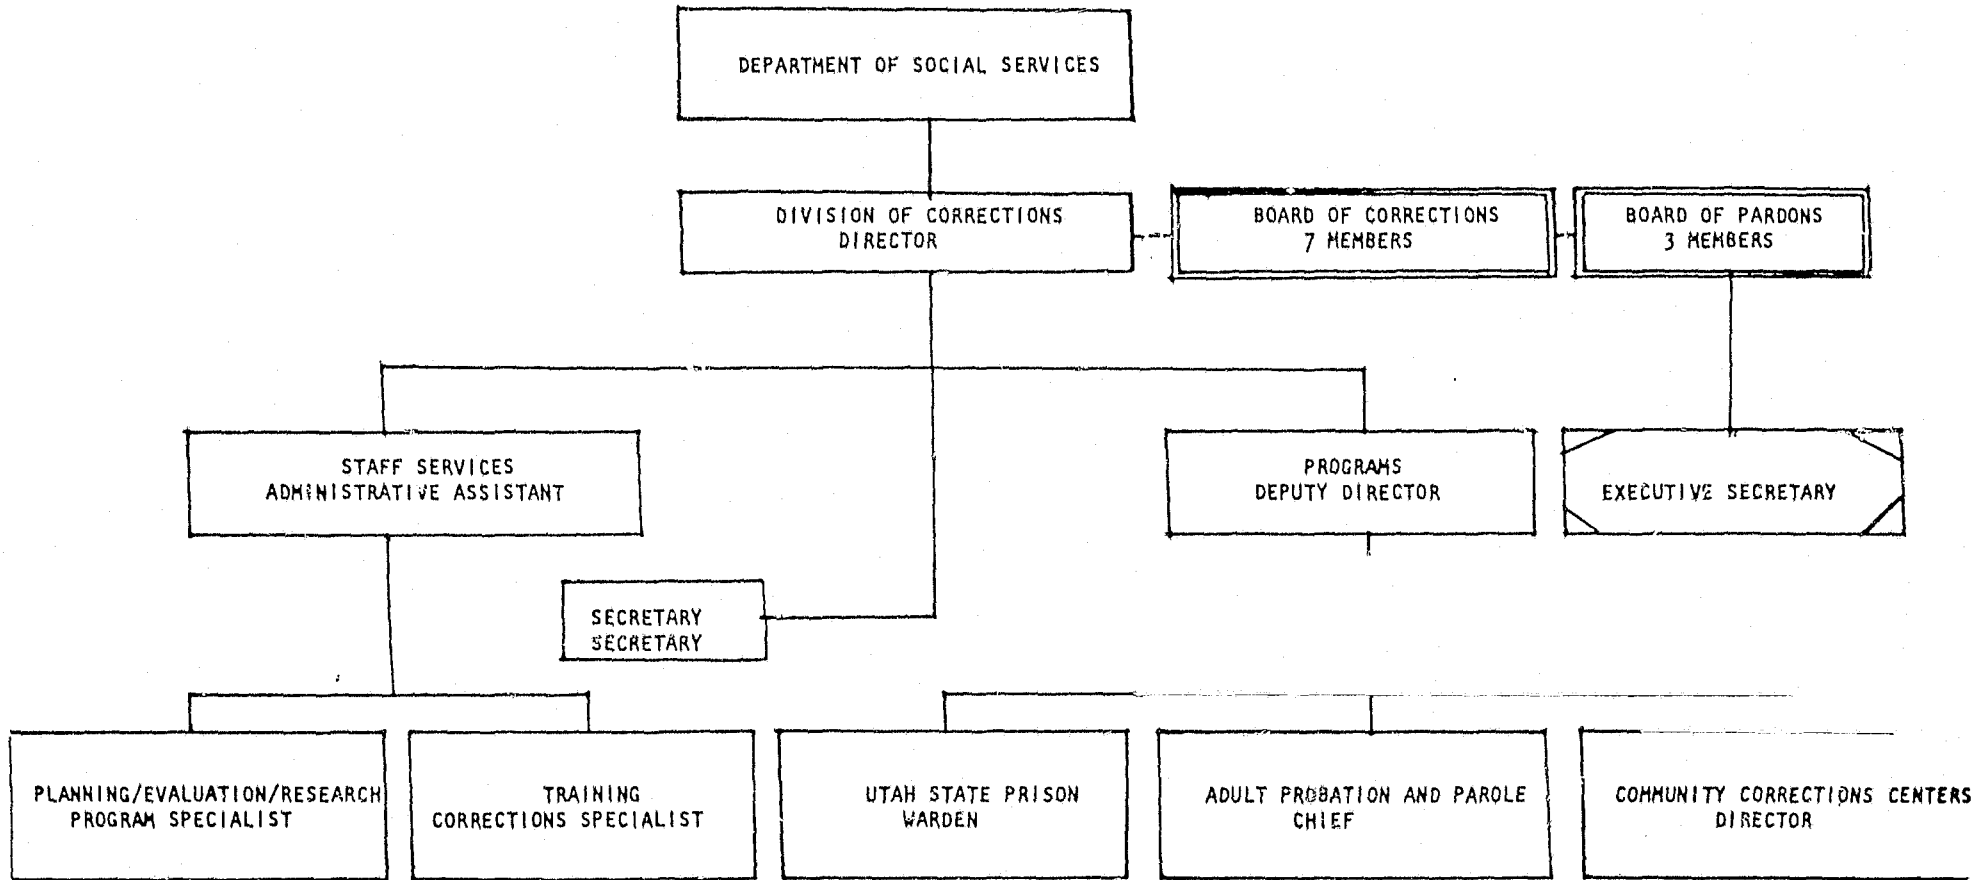 DEPARTMENT OF SOCIAL SERVICES
DIVISION OF CORRECTIONS
DIRECTOR
BOARD OF CORRECTIONS
7 MEMBERS
BOARD OF PARDONS
3 MEMBERS
STAFF SERVICES
ADMINISTRATIVE ASSISTANT
PROGRAMS
DEPUTY DIRECTOR
EXECUTIVE SECRETARY
SECRETARY
SECRETARY
PLANNING/EVALUATION/RESEARCH
PROGRAM SPECIALIST
TRAINING
CORRECTIONS SPECIALIST
UTAH STATE PRISON
WARDEN
ADULT PROBATION AND PAROLE
CHIEF
COMMUNITY CORRECTIONS CENTERS
DIRECTOR